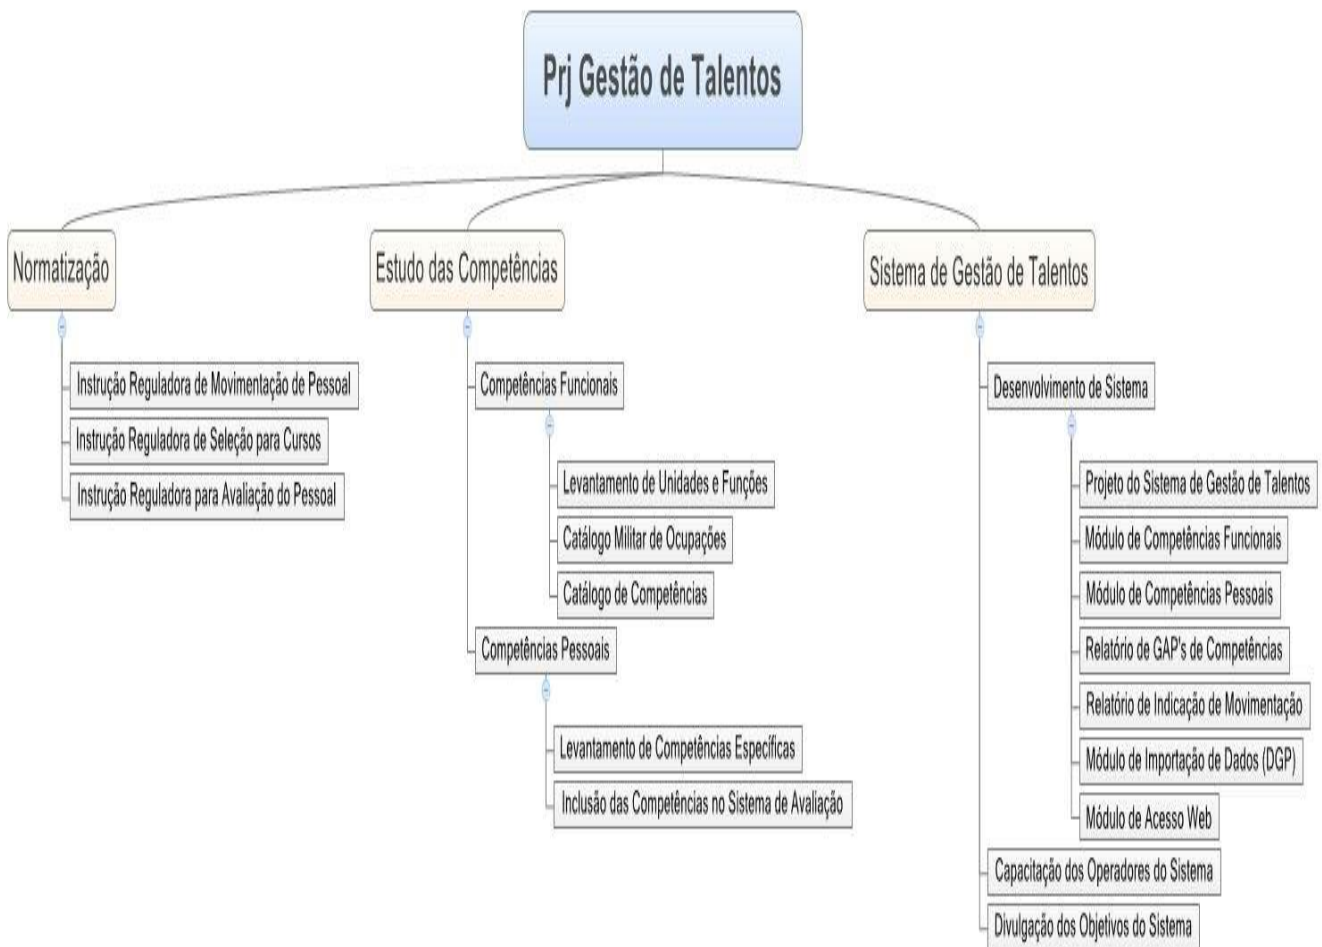 Prj Gestão de Talentos
Normatização
Instrução Reguladora de Movimentação de Pessoal
Instrução Reguladora de Seleção para Cursos
Instrução Reguladora para Avaliação do Pessoal
Estudo das Competências
Competências Funcionais
Levantamento de Unidades e Funções
Catálogo Militar de Ocupações
Catálogo de Competências
Competências Pessoais
Levantamento de Competências Específicas
Inclusão das Competências no Sistema de Avaliação
Sistema de Gestão de Talentos
Desenvolvimento de Sistema
Projeto do Sistema de Gestão de Talentos
Módulo de Competências Funcionais
Módulo de Competências Pessoais
Relatório de GAP's de Competências
Relatório de Indicação de Movimentação
Módulo de Importação de Dados (DGP)
Módulo de Acesso Web
Capacitação dos Operadores do Sistema
Divulgação dos Objetivos do Sistema